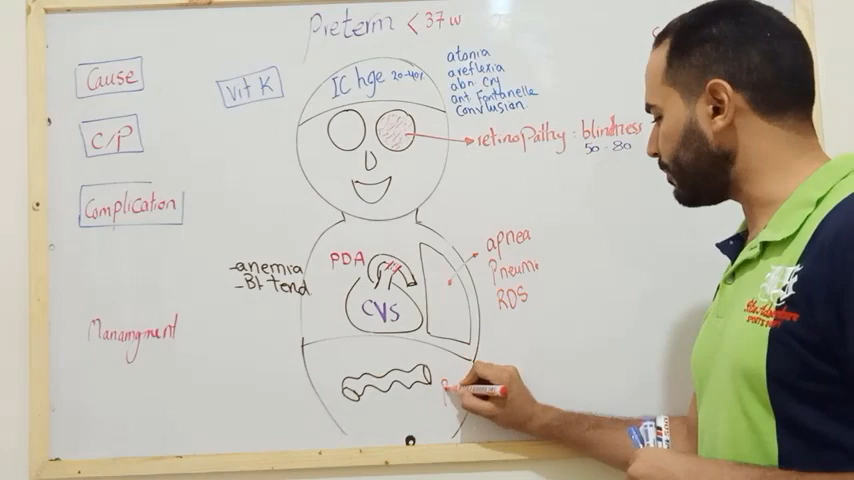 Preterm < 37 w
Cause
C/P
Complication
Managment
Vit K
IC hge 20-40%
atonia
areflexia
abn. cry
ant. Fontanelle
Convulsion.
retinopathy : blindness
50 - 80
- anemia
- Bl. tend
PDA
CVS
apnea
Pneum.
RDS